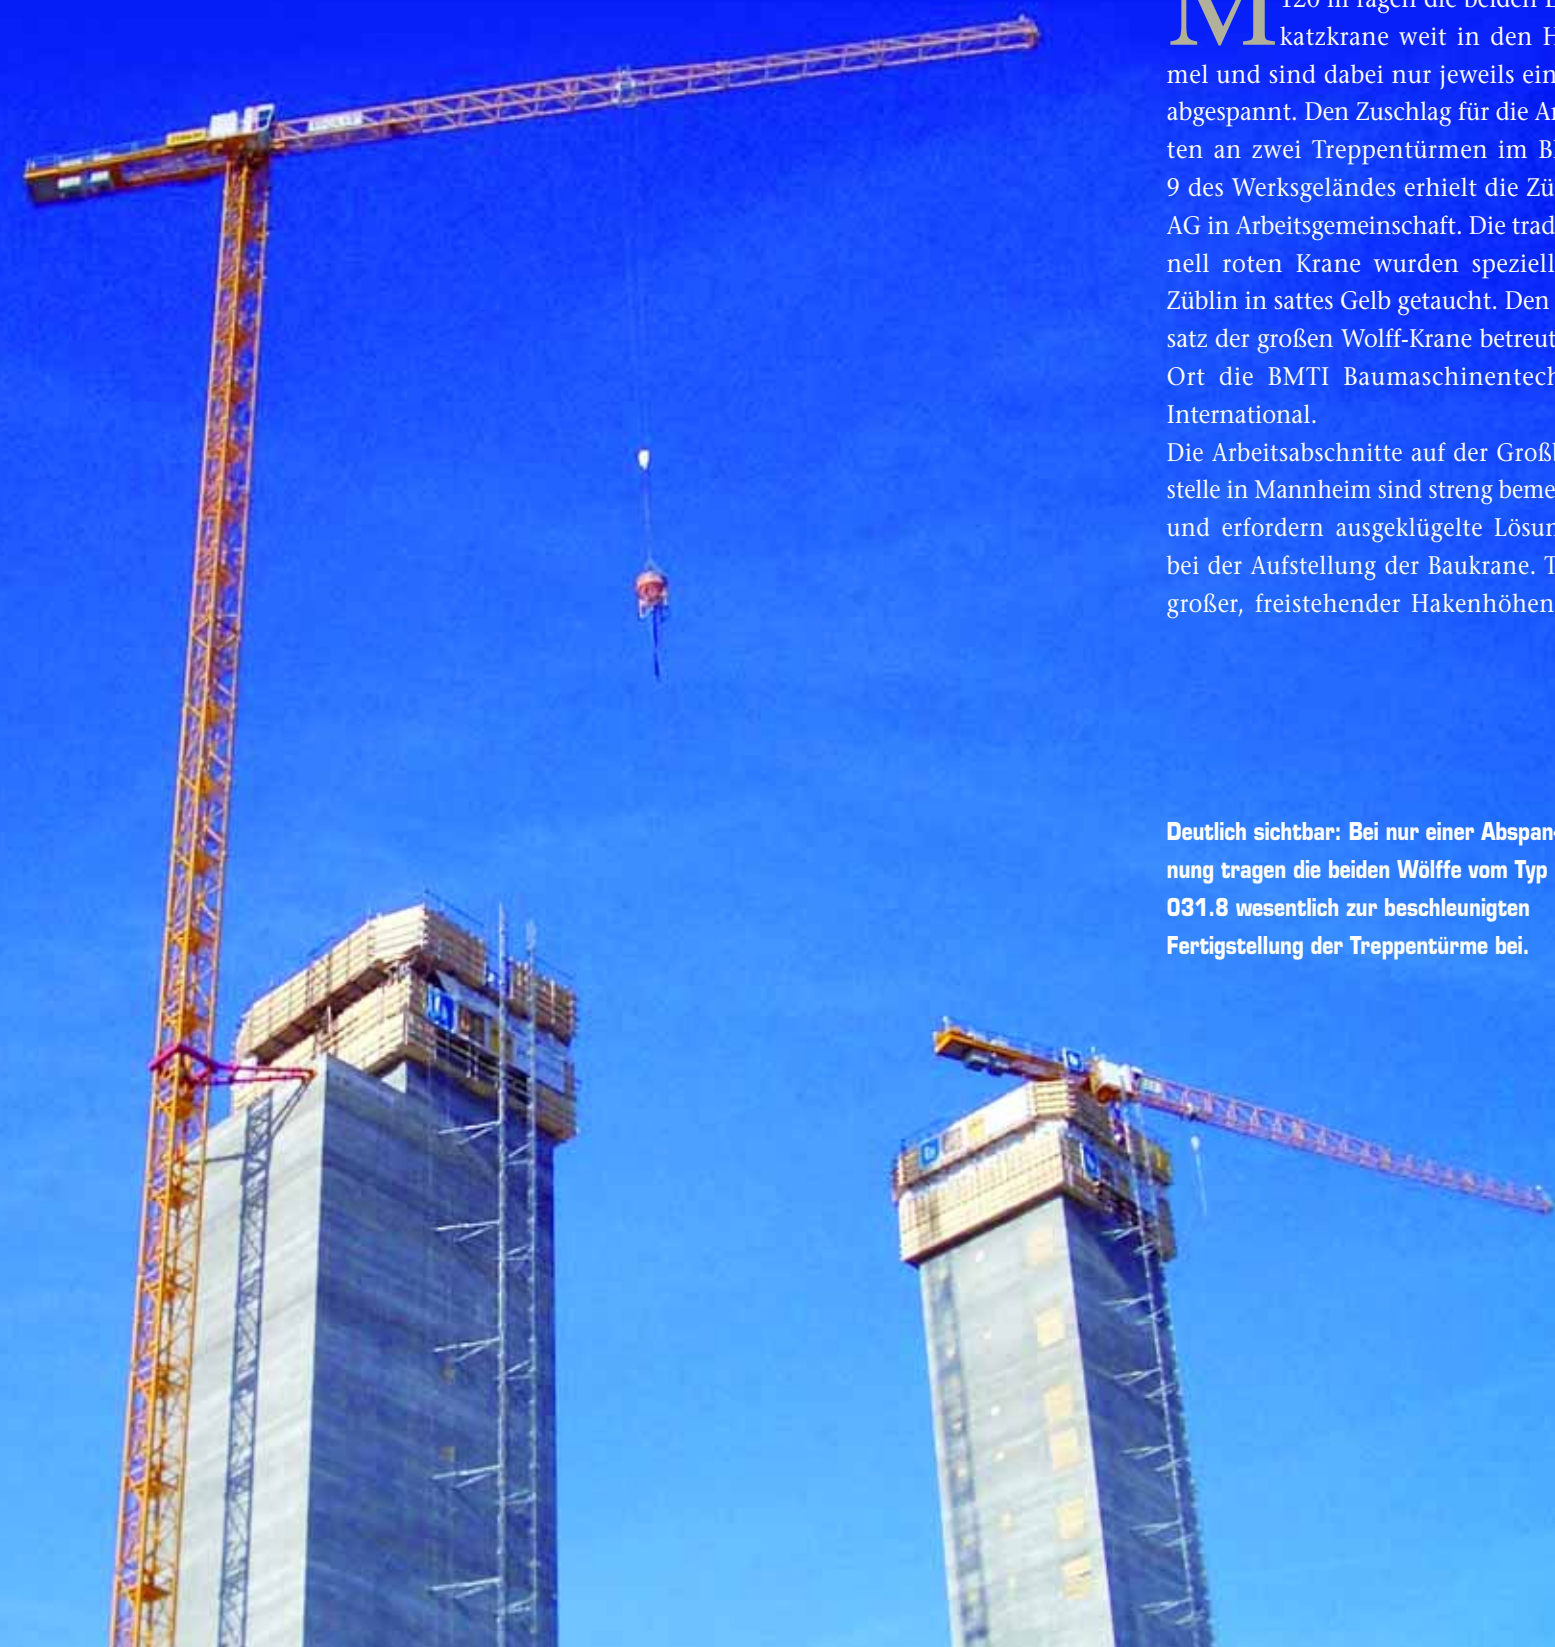 M 120 m ragen die beiden
katzkrane weit in den H
mel und sind dabei nur jeweils ein
abgespannt. Den Zuschlag für die A
ten an zwei Treppentürmen im B
9 des Werksgeländes erhielt die Zü
AG in Arbeitsgemeinschaft. Die trad
nell roten Krane wurden speziell
Züblin in sattes Gelb getaucht. Den
satz der großen Wolff-Krane betreut
Ort die BMTI Baumaschinentech
International.
Die Arbeitsabschnitte auf der Groß
stelle in Mannheim sind streng beme
und erfordern ausgeklügelte Lösun
bei der Aufstellung der Baukrane. T
großer, freistehender Hakenhöhen
Deutlich sichtbar: Bei nur einer Abspan-
nung tragen die beiden Wölffe vom Typ
031.8 wesentlich zur beschleunigten
Fertigstellung der Treppentürme bei.